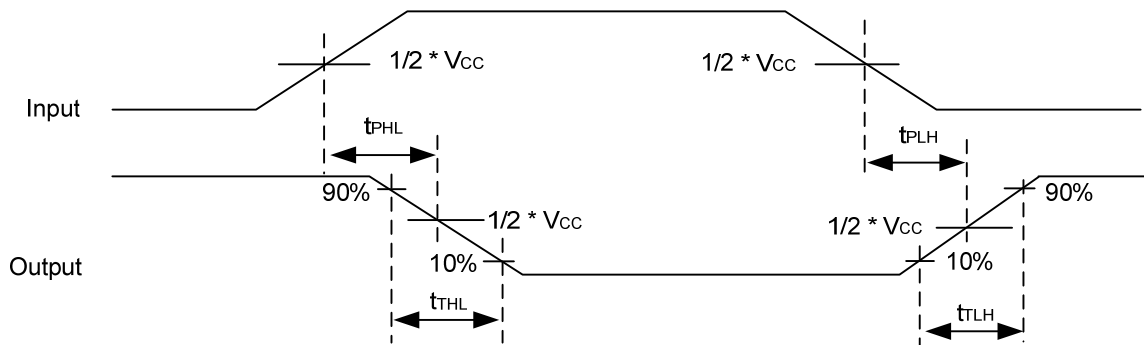 1/2 * VCC
1/2 * VCC
Input
tPHL
tPLH
90%
90%
1/2 * VCC
1/2 * VCC
10%
10%
Output
tTHL
tTLH